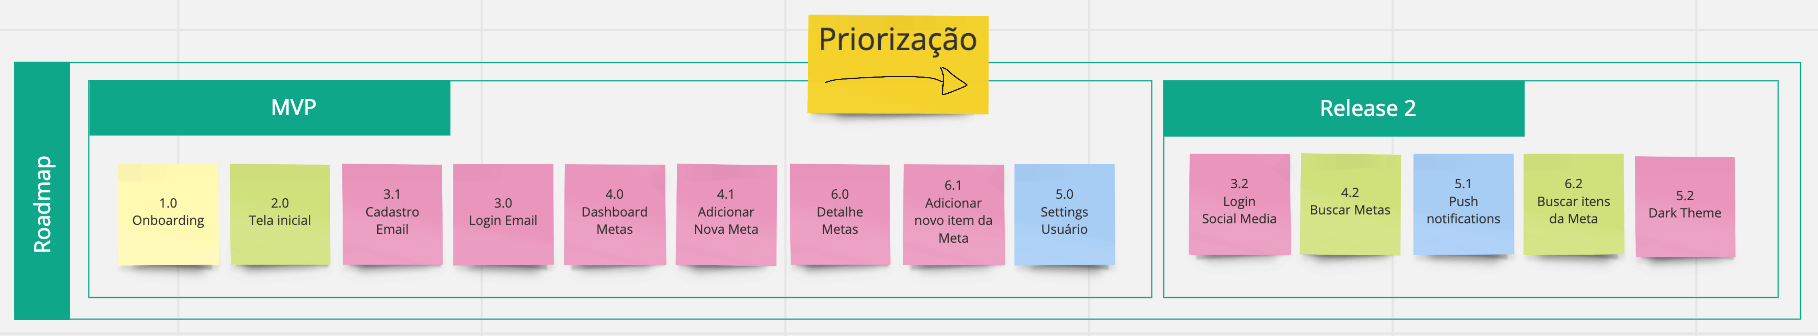 Priorização
Roadmap
MVP
1.0
Onboarding
2.0
Tela inicial
3.1
Cadastro
Email
3.0
Login Email
4.0
Dashboard
Metas
4.1
Adicionar
Nova Meta
6.0
Detalhe
Metas
6.1
Adicionar
novo item da
Meta
5.0
Settings
Usuário
Release 2
3.2
Login
Social Media
4.2
Buscar Metas
5.1
Push
notifications
6.2
Buscar itens
da Meta
5.2
Dark Theme